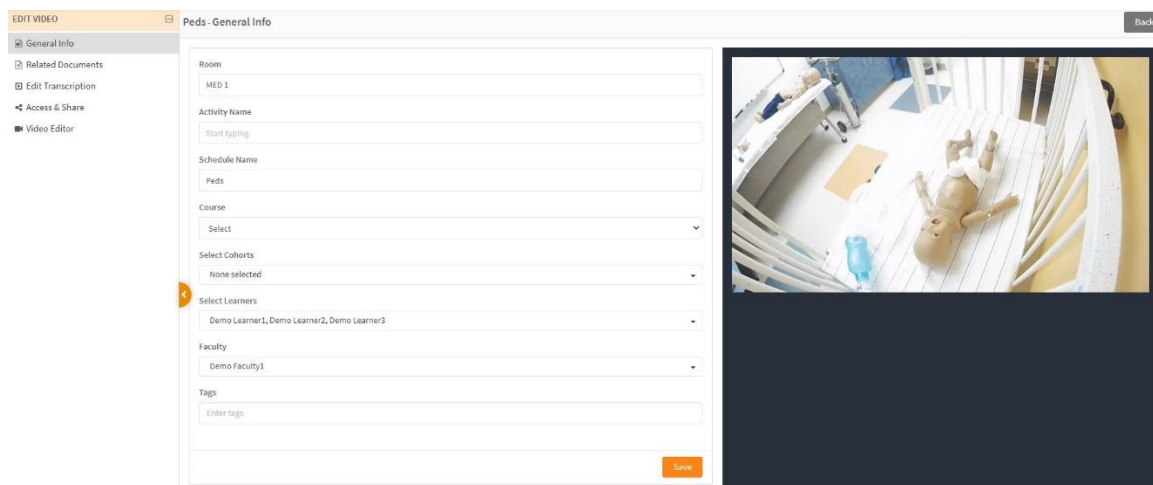 EDIT VIDEO
General Info
Related Documents
Edit Transcription
Access & Share
Video Editor
Peds - General Info
Back
Room
MED 1
Activity Name
Start typing
Schedule Name
Peds
Course
Select
Select Cohorts
None selected
Select Learners
Demo Learner1, Demo Learner2, Demo Learner3
Faculty
Demo Faculty1
Tags
Enter tags
Save